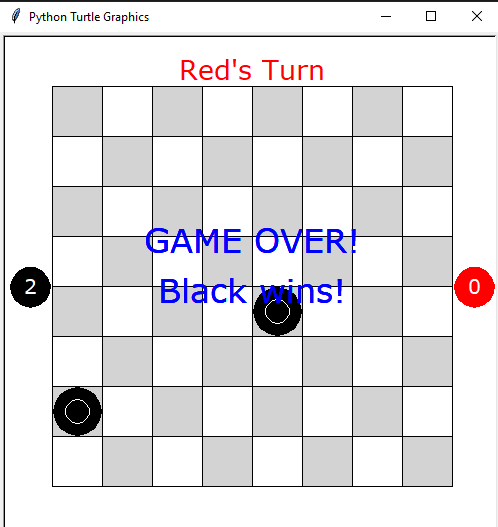 Python Turtle Graphics
Red's Turn
GAME OVER!
2
Black wins!
0